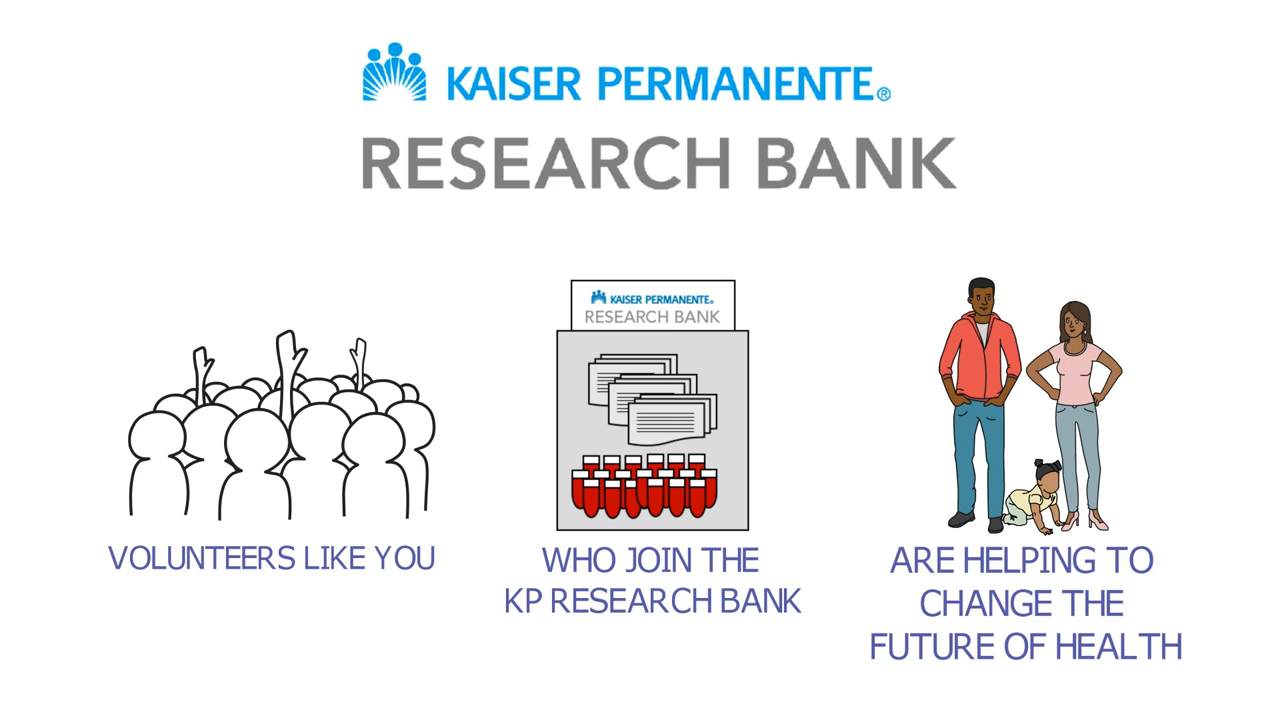 KAISER PERMANENTE®
RESEARCH BANK
KAISER PERMANENTE®
RESEARCH BANK
VOLUNTEERS LIKE YOU
WHO JOIN THE
KP RESEARCH BANK
ARE HELPING TO
CHANGE THE
FUTURE OF HEALTH